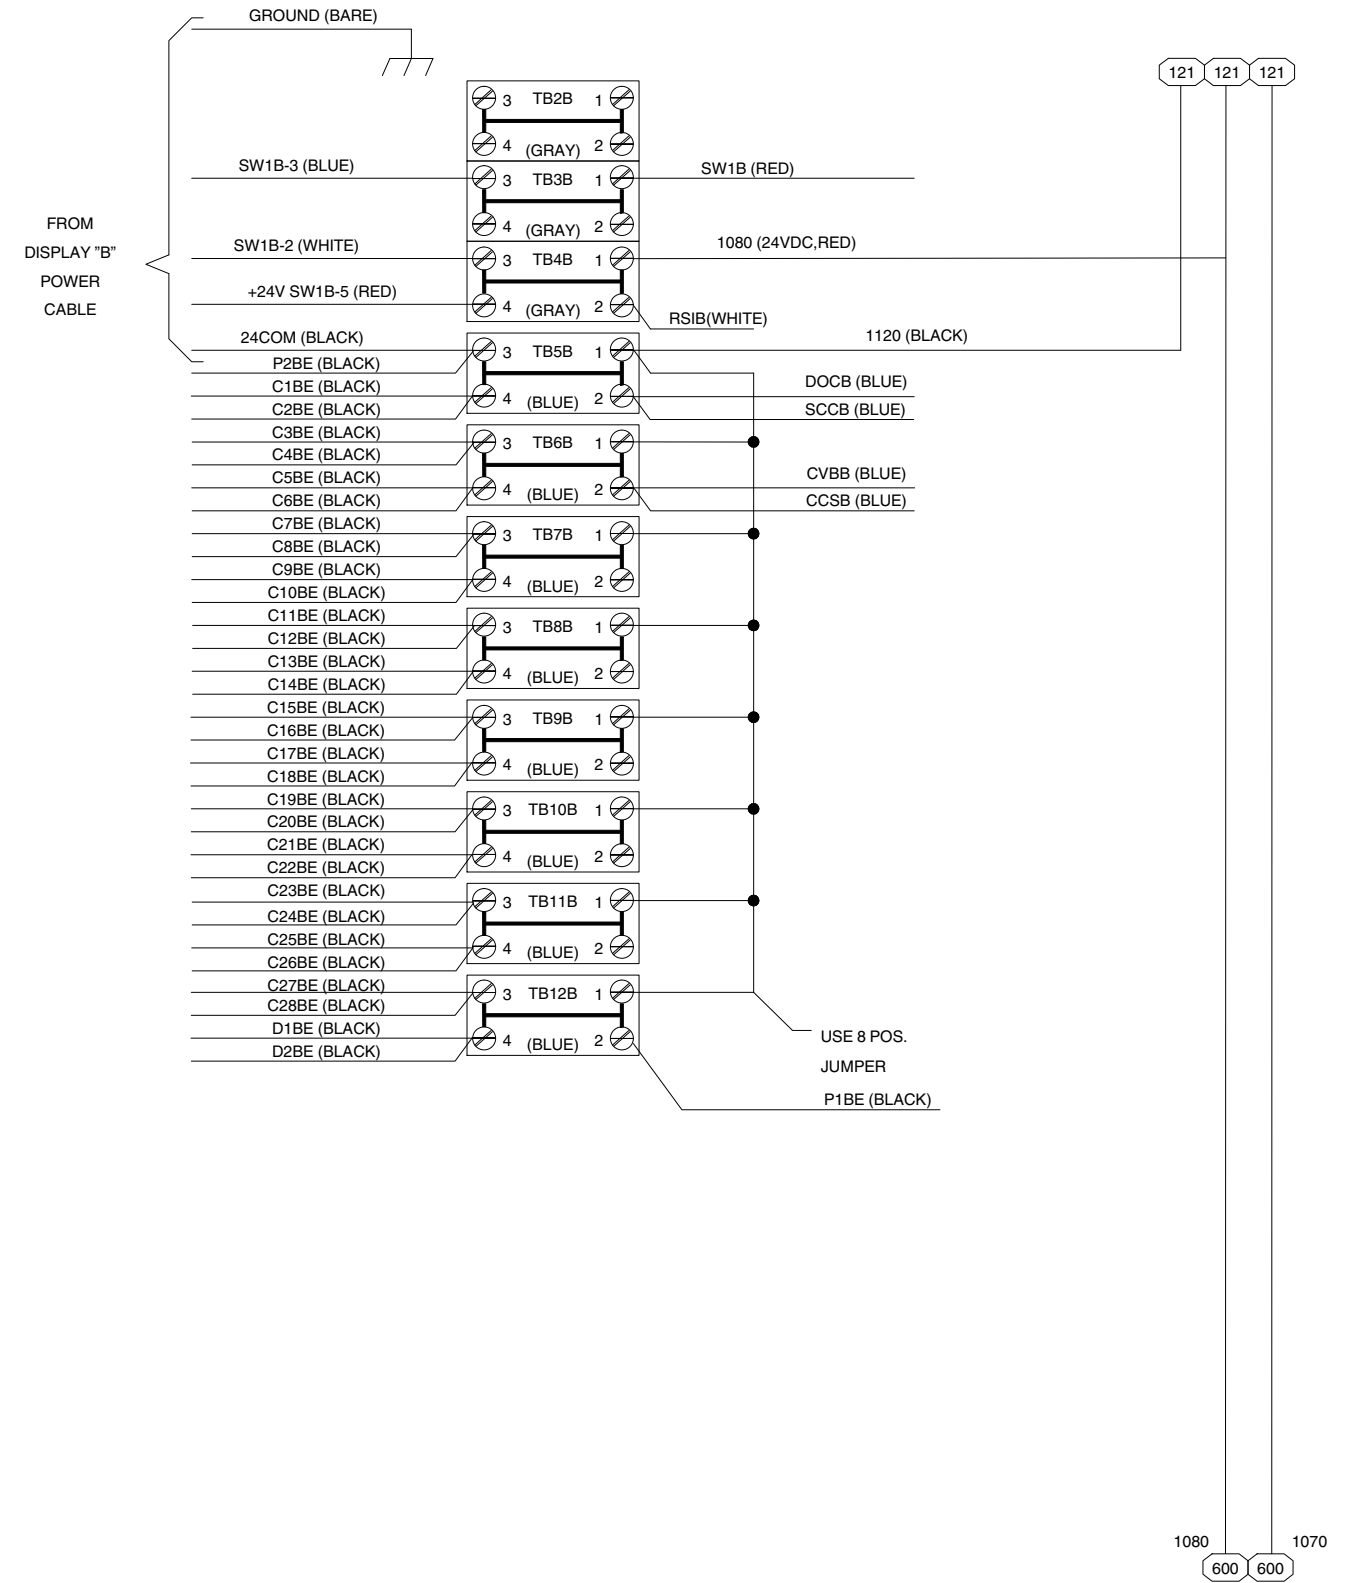 GROUND (BARE)
121 121 121
3 TB2B 1
4 (GRAY) 2
SW1B-3 (BLUE)
3 TB3B 1
SW1B (RED)
4 (GRAY) 2
FROM
DISPLAY ”B”
POWER
CABLE
SW1B-2 (WHITE)
3 TB4B 1
1080 (24VDC,RED)
+24V SW1B-5 (RED)
4 (GRAY) 2
RSIB(WHITE)
24COM (BLACK)
3 TB5B 1
1120 (BLACK)
P2BE (BLACK)
C1BE (BLACK)
DOCB (BLUE)
4 (BLUE) 2
C2BE (BLACK)
SCCB (BLUE)
C3BE (BLACK)
3 TB6B 1
C4BE (BLACK)
C5BE (BLACK)
CVBB (BLUE)
4 (BLUE) 2
C6BE (BLACK)
CCSB (BLUE)
C7BE (BLACK)
3 TB7B 1
C8BE (BLACK)
C9BE (BLACK)
4 (BLUE) 2
C10BE (BLACK)
C11BE (BLACK)
3 TB8B 1
C12BE (BLACK)
C13BE (BLACK)
4 (BLUE) 2
C14BE (BLACK)
C15BE (BLACK)
3 TB9B 1
C16BE (BLACK)
C17BE (BLACK)
4 (BLUE) 2
C18BE (BLACK)
C19BE (BLACK)
3 TB10B 1
C20BE (BLACK)
C21BE (BLACK)
4 (BLUE) 2
C22BE (BLACK)
C23BE (BLACK)
3 TB11B 1
C24BE (BLACK)
C25BE (BLACK)
4 (BLUE) 2
C26BE (BLACK)
C27BE (BLACK)
3 TB12B 1
C28BE (BLACK)
D1BE (BLACK)
4 (BLUE) 2
D2BE (BLACK)
USE 8 POS.
JUMPER
P1BE (BLACK)
1080 1070
600 600